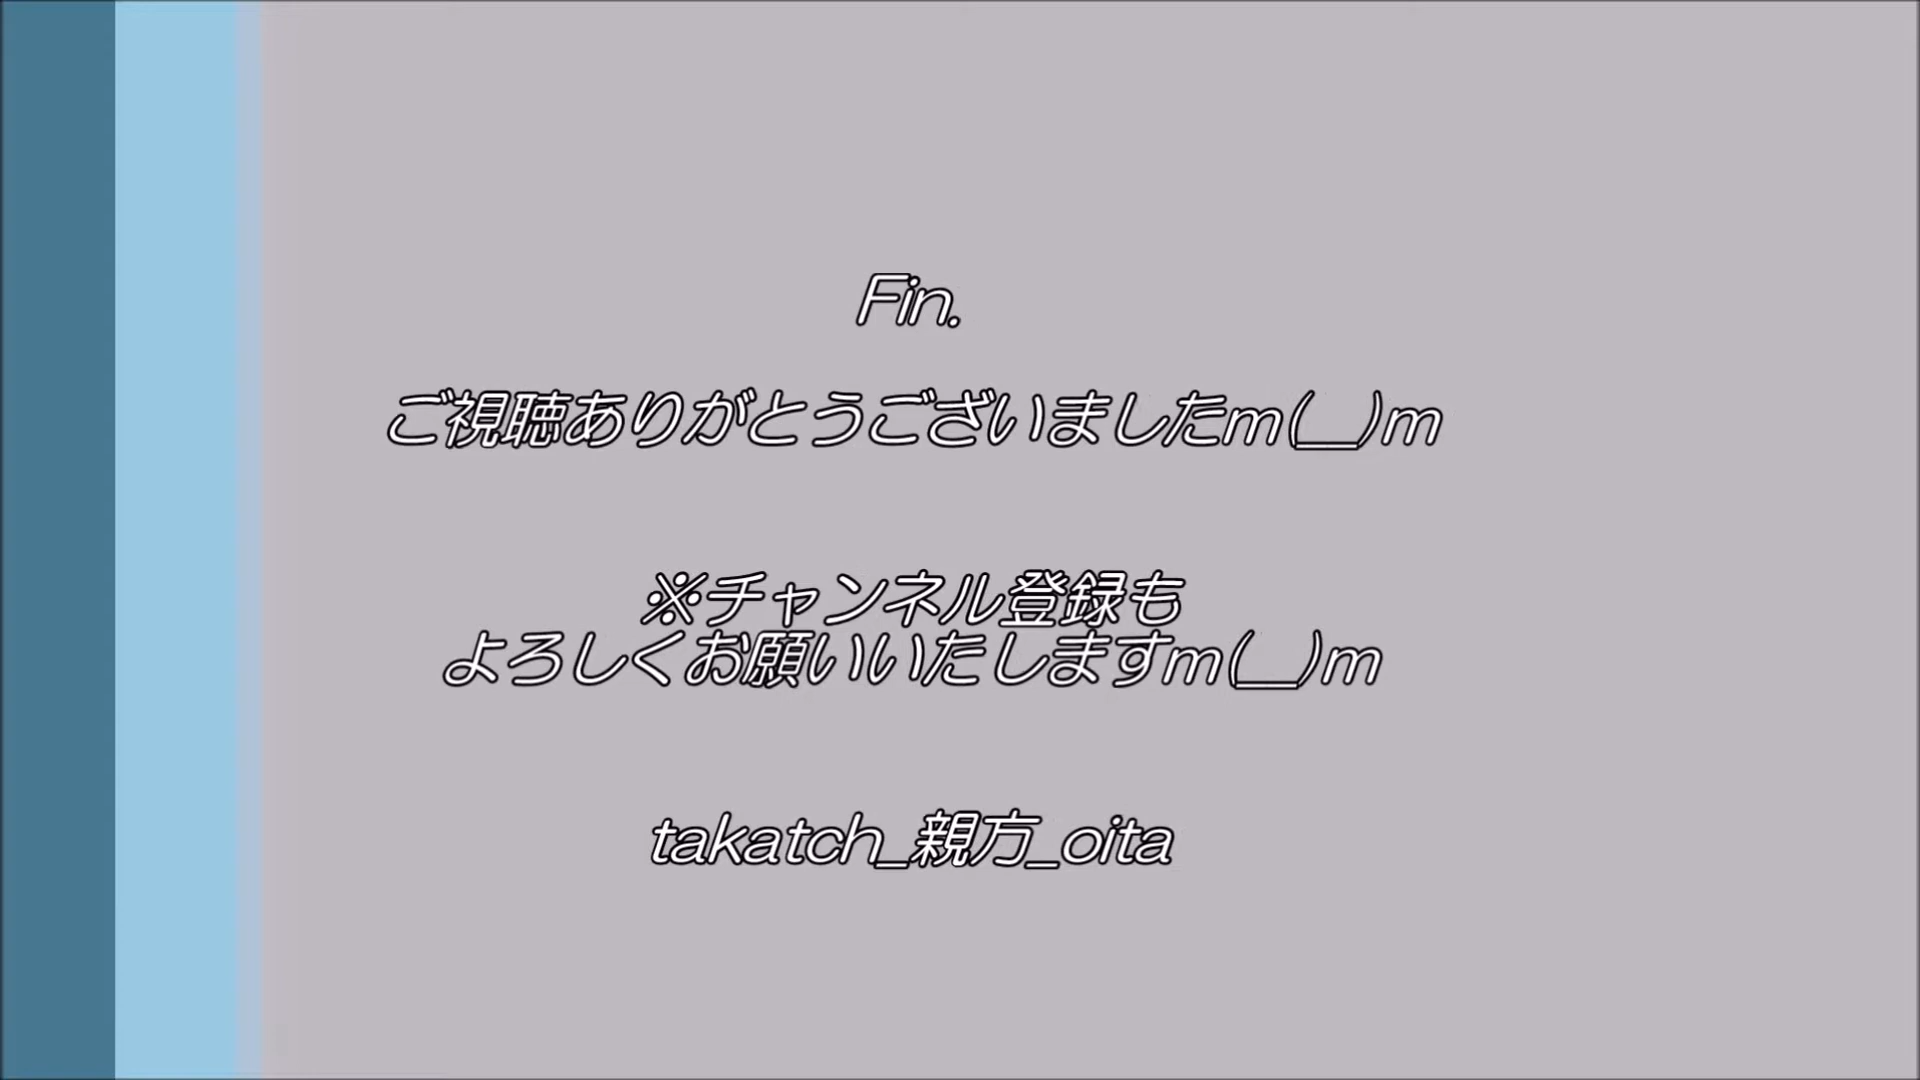 Fin.
ご視聴ありがとうございましたm(__)m
※チャンネル登録も
よろしくお願いいたしますm(__)m
takatch_親方_oita